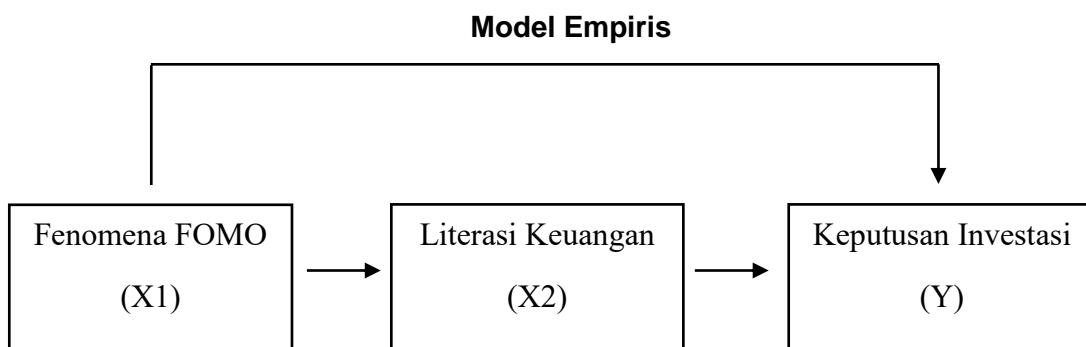 Model Empiris
Fenomena FOMO
(X1)
Literasi Keuangan
(X2)
Keputusan Investasi
(Y)